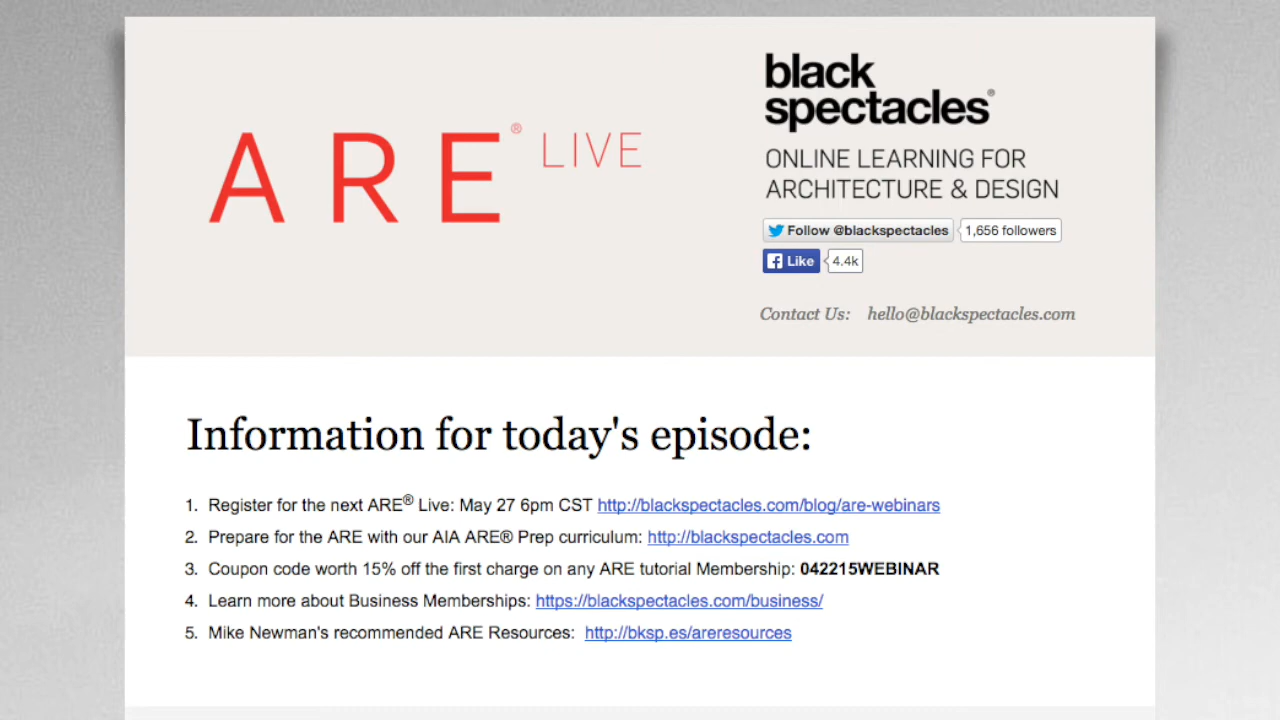 ARE® LIVE
black
spectacles®
ONLINE LEARNING FOR
ARCHITECTURE & DESIGN
Follow @blackspectacles 1,656 followers
Like 4.4k
Contact Us: hello@blackspectacles.com
Information for today's episode:
1. Register for the next ARE® Live: May 27 6pm CST http://blackspectacles.com/blog/are-webinars
2. Prepare for the ARE with our AIA ARE® Prep curriculum: http://blackspectacles.com
3. Coupon code worth 15% off the first charge on any ARE tutorial Membership: 042215WEBINAR
4. Learn more about Business Memberships: https://blackspectacles.com/business/
5. Mike Newman's recommended ARE Resources: http://bksp.es/areresources